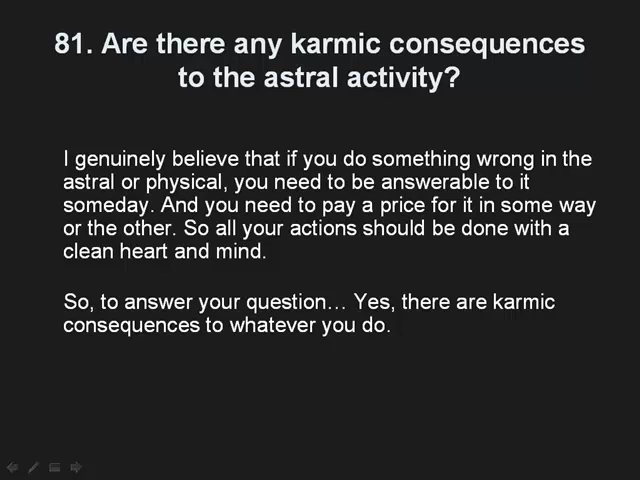 81. Are there any karmic consequences
to the astral activity?
I genuinely believe that if you do something wrong in the
astral or physical, you need to be answerable to it
someday. And you need to pay a price for it in some way
or the other. So all your actions should be done with a
clean heart and mind.
So, to answer your question… Yes, there are karmic
consequences to whatever you do.